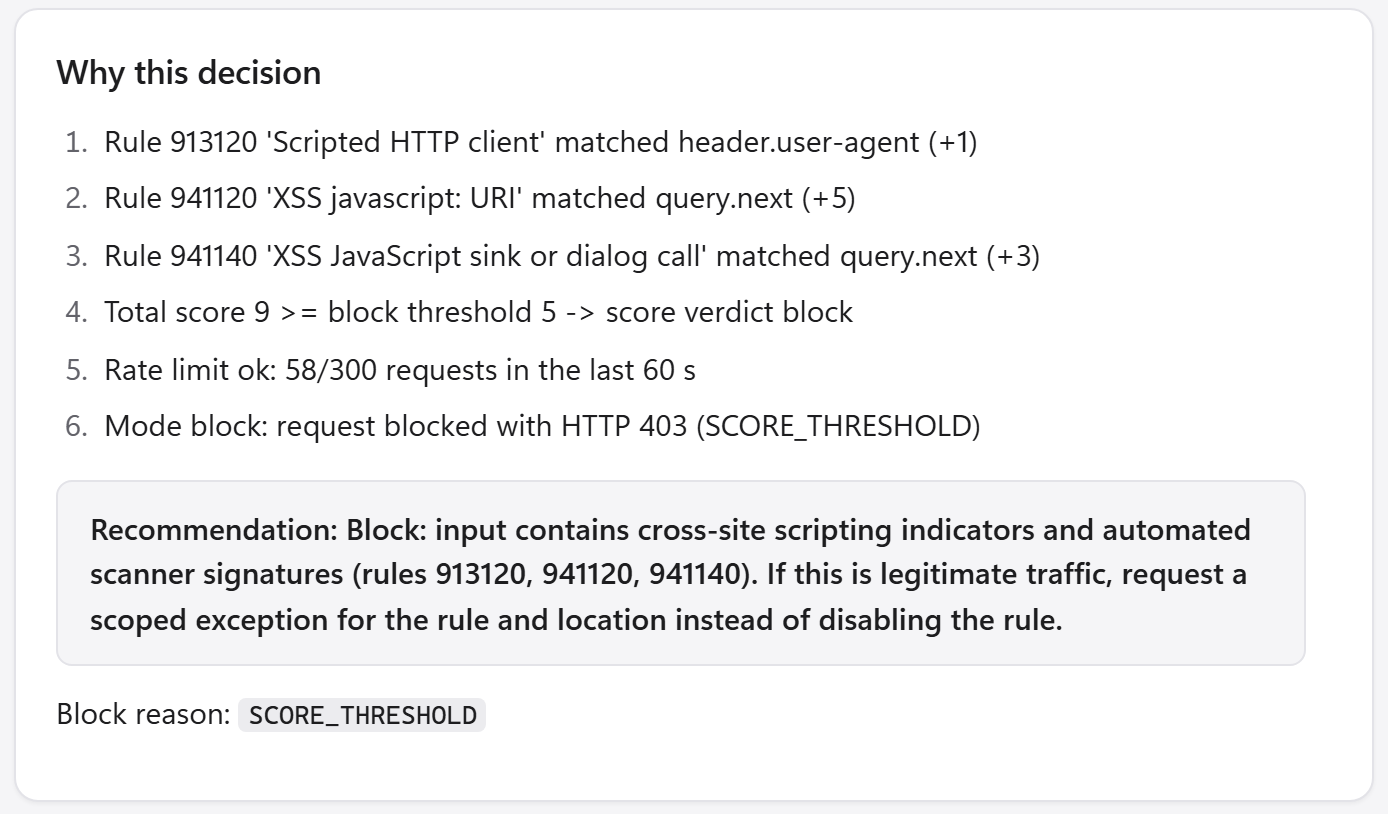 Why this decision
1. Rule 913120 'Scripted HTTP client' matched header.user-agent (+1)
2. Rule 941120 'XSS javascript: URI' matched query.next (+5)
3. Rule 941140 'XSS JavaScript sink or dialog call' matched query.next (+3)
4. Total score 9 >= block threshold 5 -> score verdict block
5. Rate limit ok: 58/300 requests in the last 60 s
6. Mode block: request blocked with HTTP 403 (SCORE_THRESHOLD)
Recommendation: Block: input contains cross-site scripting indicators and automated
scanner signatures (rules 913120, 941120, 941140). If this is legitimate traffic, request a
scoped exception for the rule and location instead of disabling the rule.
Block reason: SCORE_THRESHOLD